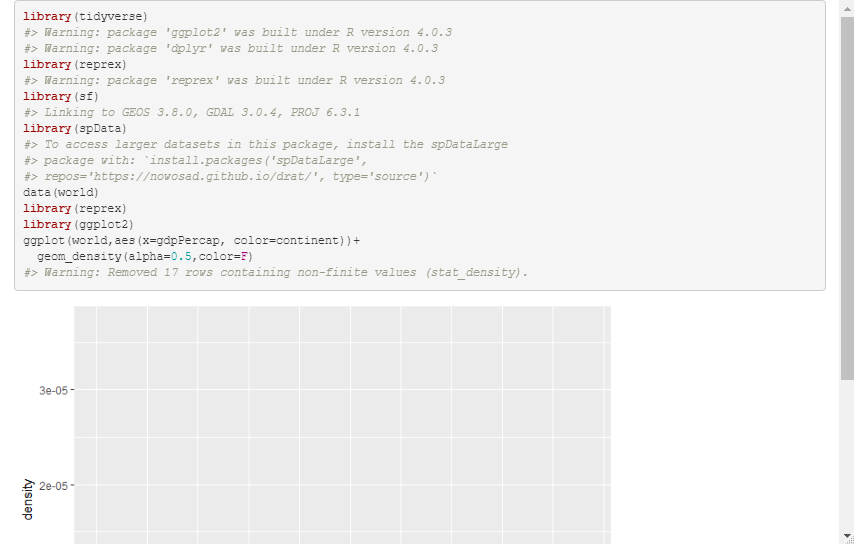 library(tidyverse)
#> Warning: package 'ggplot2' was built under R version 4.0.3
#> Warning: package 'dplyr' was built under R version 4.0.3
library(reprex)
#> Warning: package 'reprex' was built under R version 4.0.3
library(sf)
#> Linking to GEOS 3.8.0, GDAL 3.0.4, PROJ 6.3.1
library(spData)
#> To access larger datasets in this package, install the spDataLarge
#> package with: `install.packages('spDataLarge',
#> repos='https://nowosad.github.io/drat/', type='source')`
data(world)
library(reprex)
library(ggplot2)
ggplot(world,aes(x=gdpPercap, color=continent))+
  geom_density(alpha=0.5,color=F)
#> Warning: Removed 17 rows containing non-finite values (stat_density).
3e-05
2e-05
density